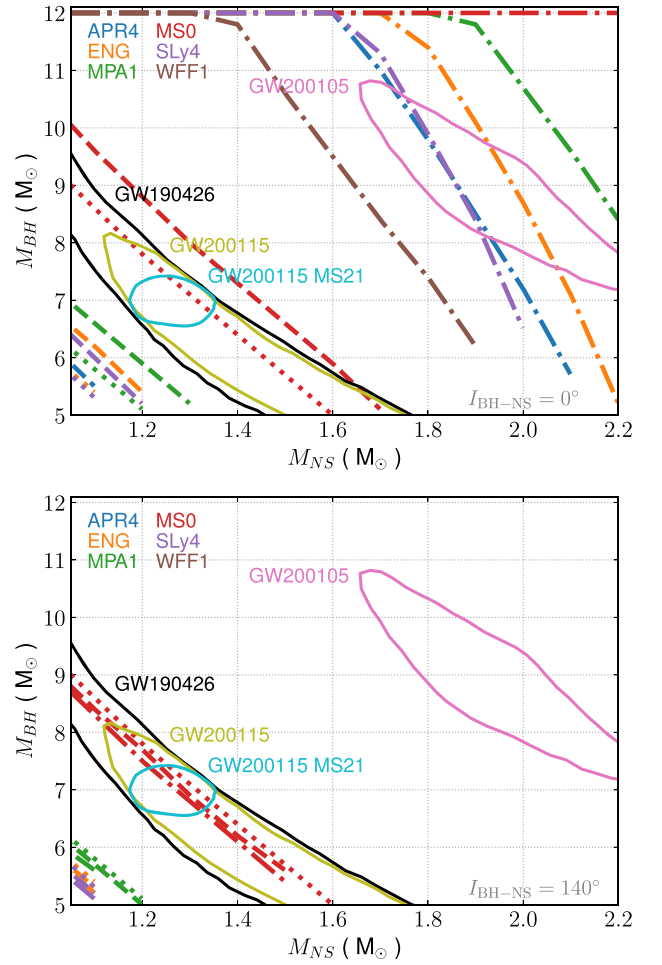 12
11
10
9
8
7
6
5
M_BH ( M⊙ )
APR4 MS0
ENG SLy4
MPA1 WFF1
GW200105
GW190426
GW200115
GW200115 MS21
I_BH−NS = 0°
1.2 1.4 1.6 1.8 2.0 2.2
M_NS ( M⊙ )
12
11
10
9
8
7
6
5
M_BH ( M⊙ )
APR4 MS0
ENG SLy4
MPA1 WFF1
GW200105
GW190426
GW200115
GW200115 MS21
I_BH−NS = 140°
1.2 1.4 1.6 1.8 2.0 2.2
M_NS ( M⊙ )